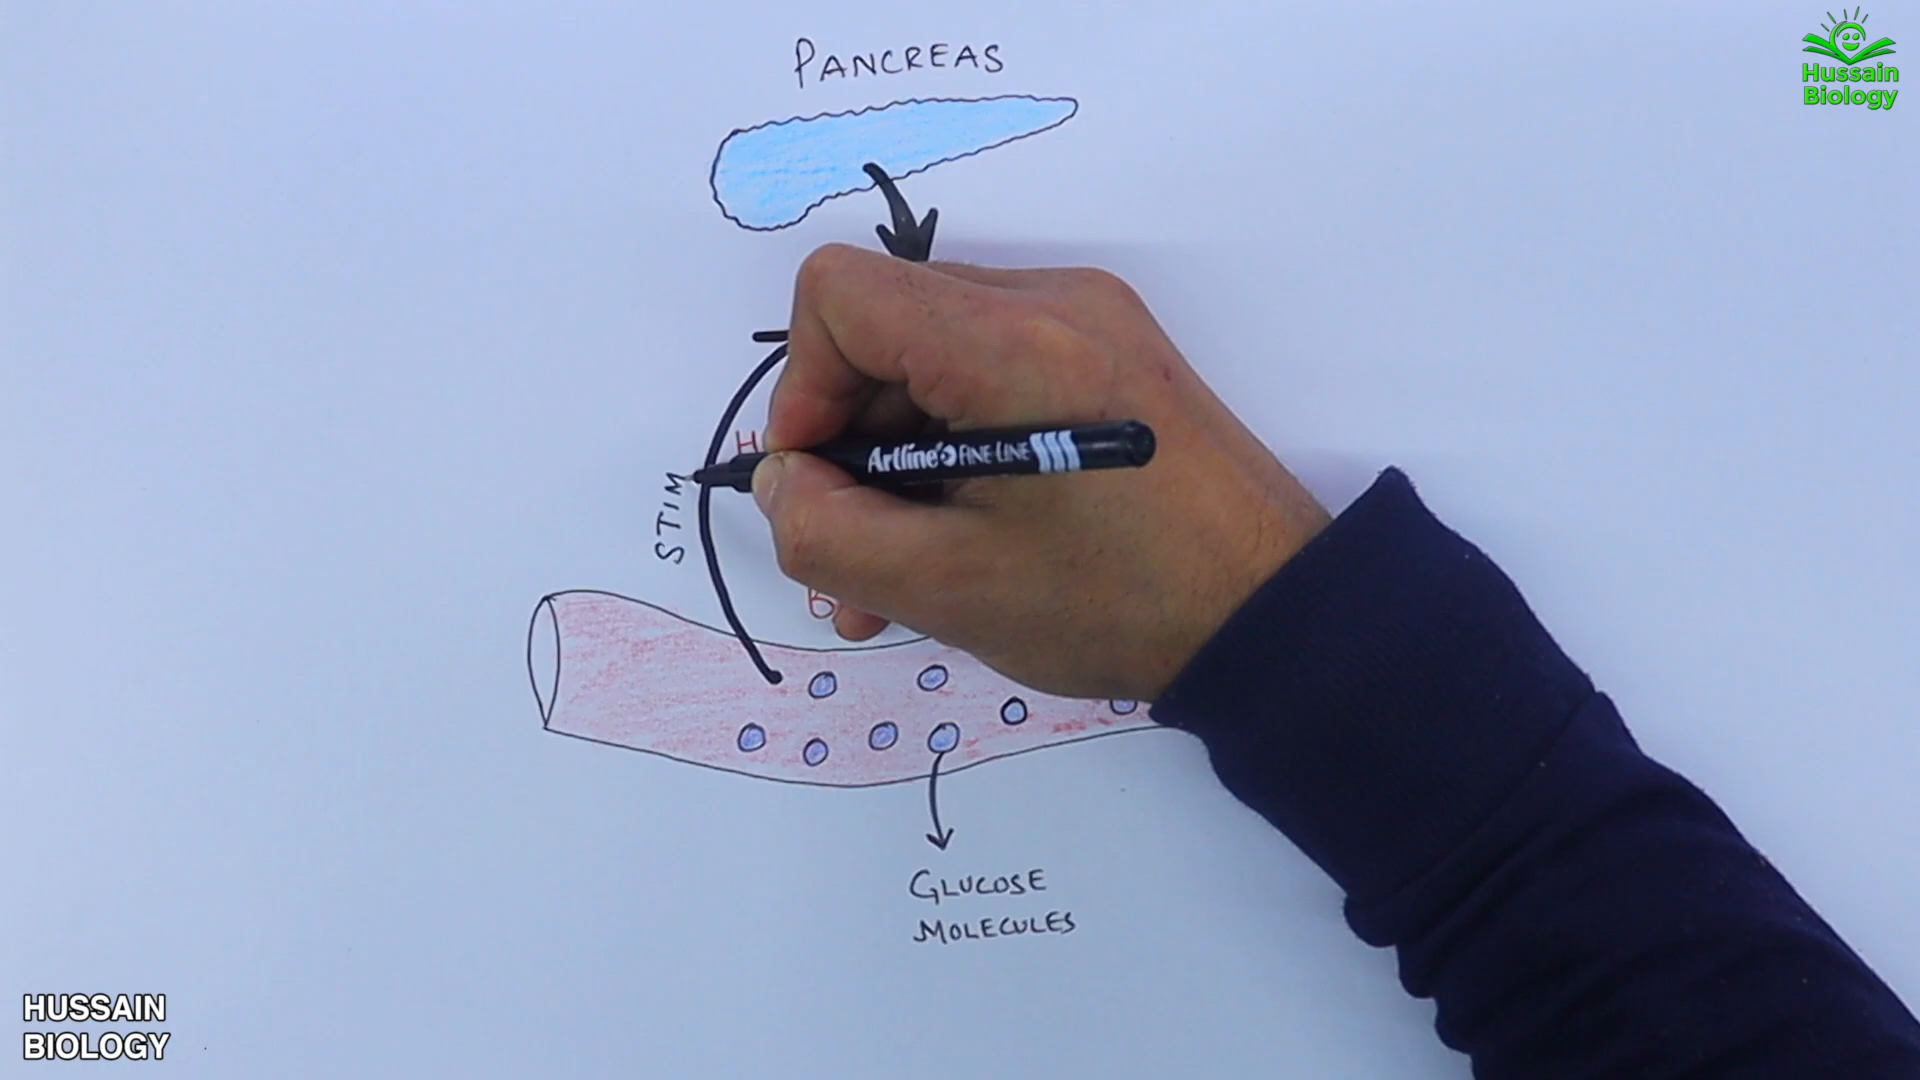 PANCREAS
Hussain
Biology
H
Artline FINE LINE
STIM
B
GLUCOSE
MOLECULES
HUSSAIN
BIOLOGY